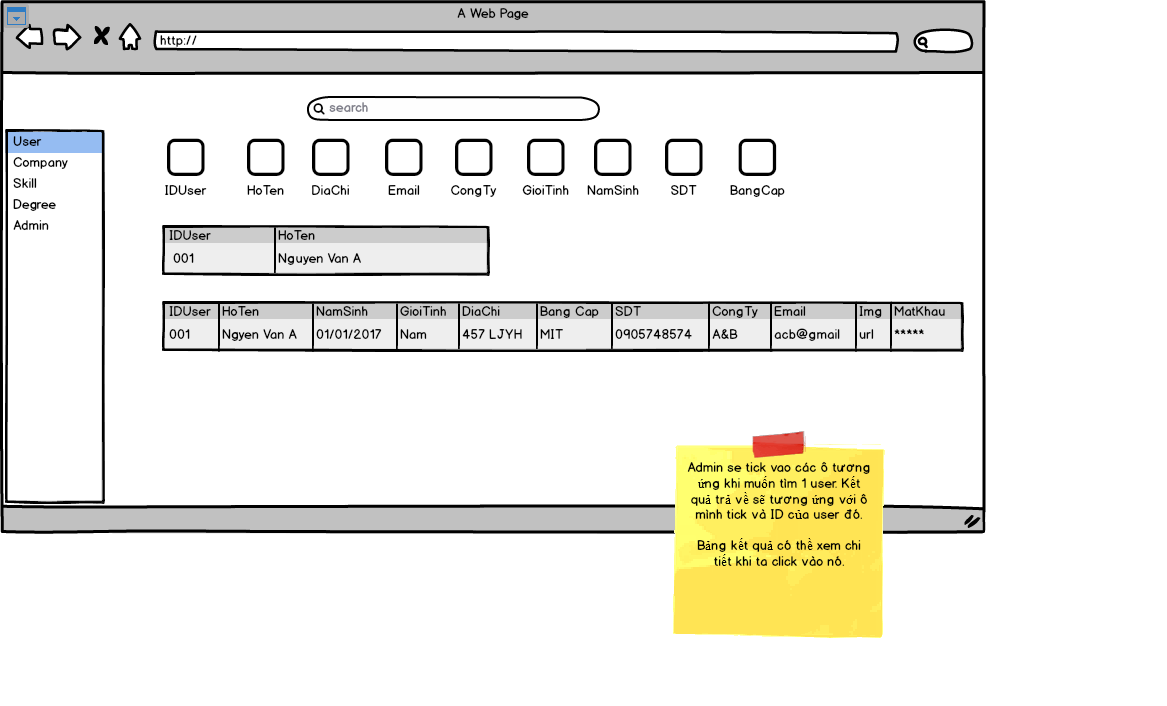 A Web Page
http://
search
User
Company
Skill
Degree
Admin
IDUser HoTen DiaChi Email CongTy GioiTinh NamSinh SDT BangCap
IDUser HoTen
001 Nguyen Van A
IDUser HoTen NamSinh GioiTinh DiaChi Bang Cap SDT CongTy Email Img MatKhau
001 Ngyen Van A 01/01/2017 Nam 457 LJYH MIT 0905748574 A&B acb@gmail url *****
Admin se tick vao các ô tương
ứng khi muốn tìm 1 user. Kết
quả trả về sẽ tương ứng với ô
mình tick và ID của user đó.
Bảng kết quả có thể xem chi
tiết khi ta click vào nó.